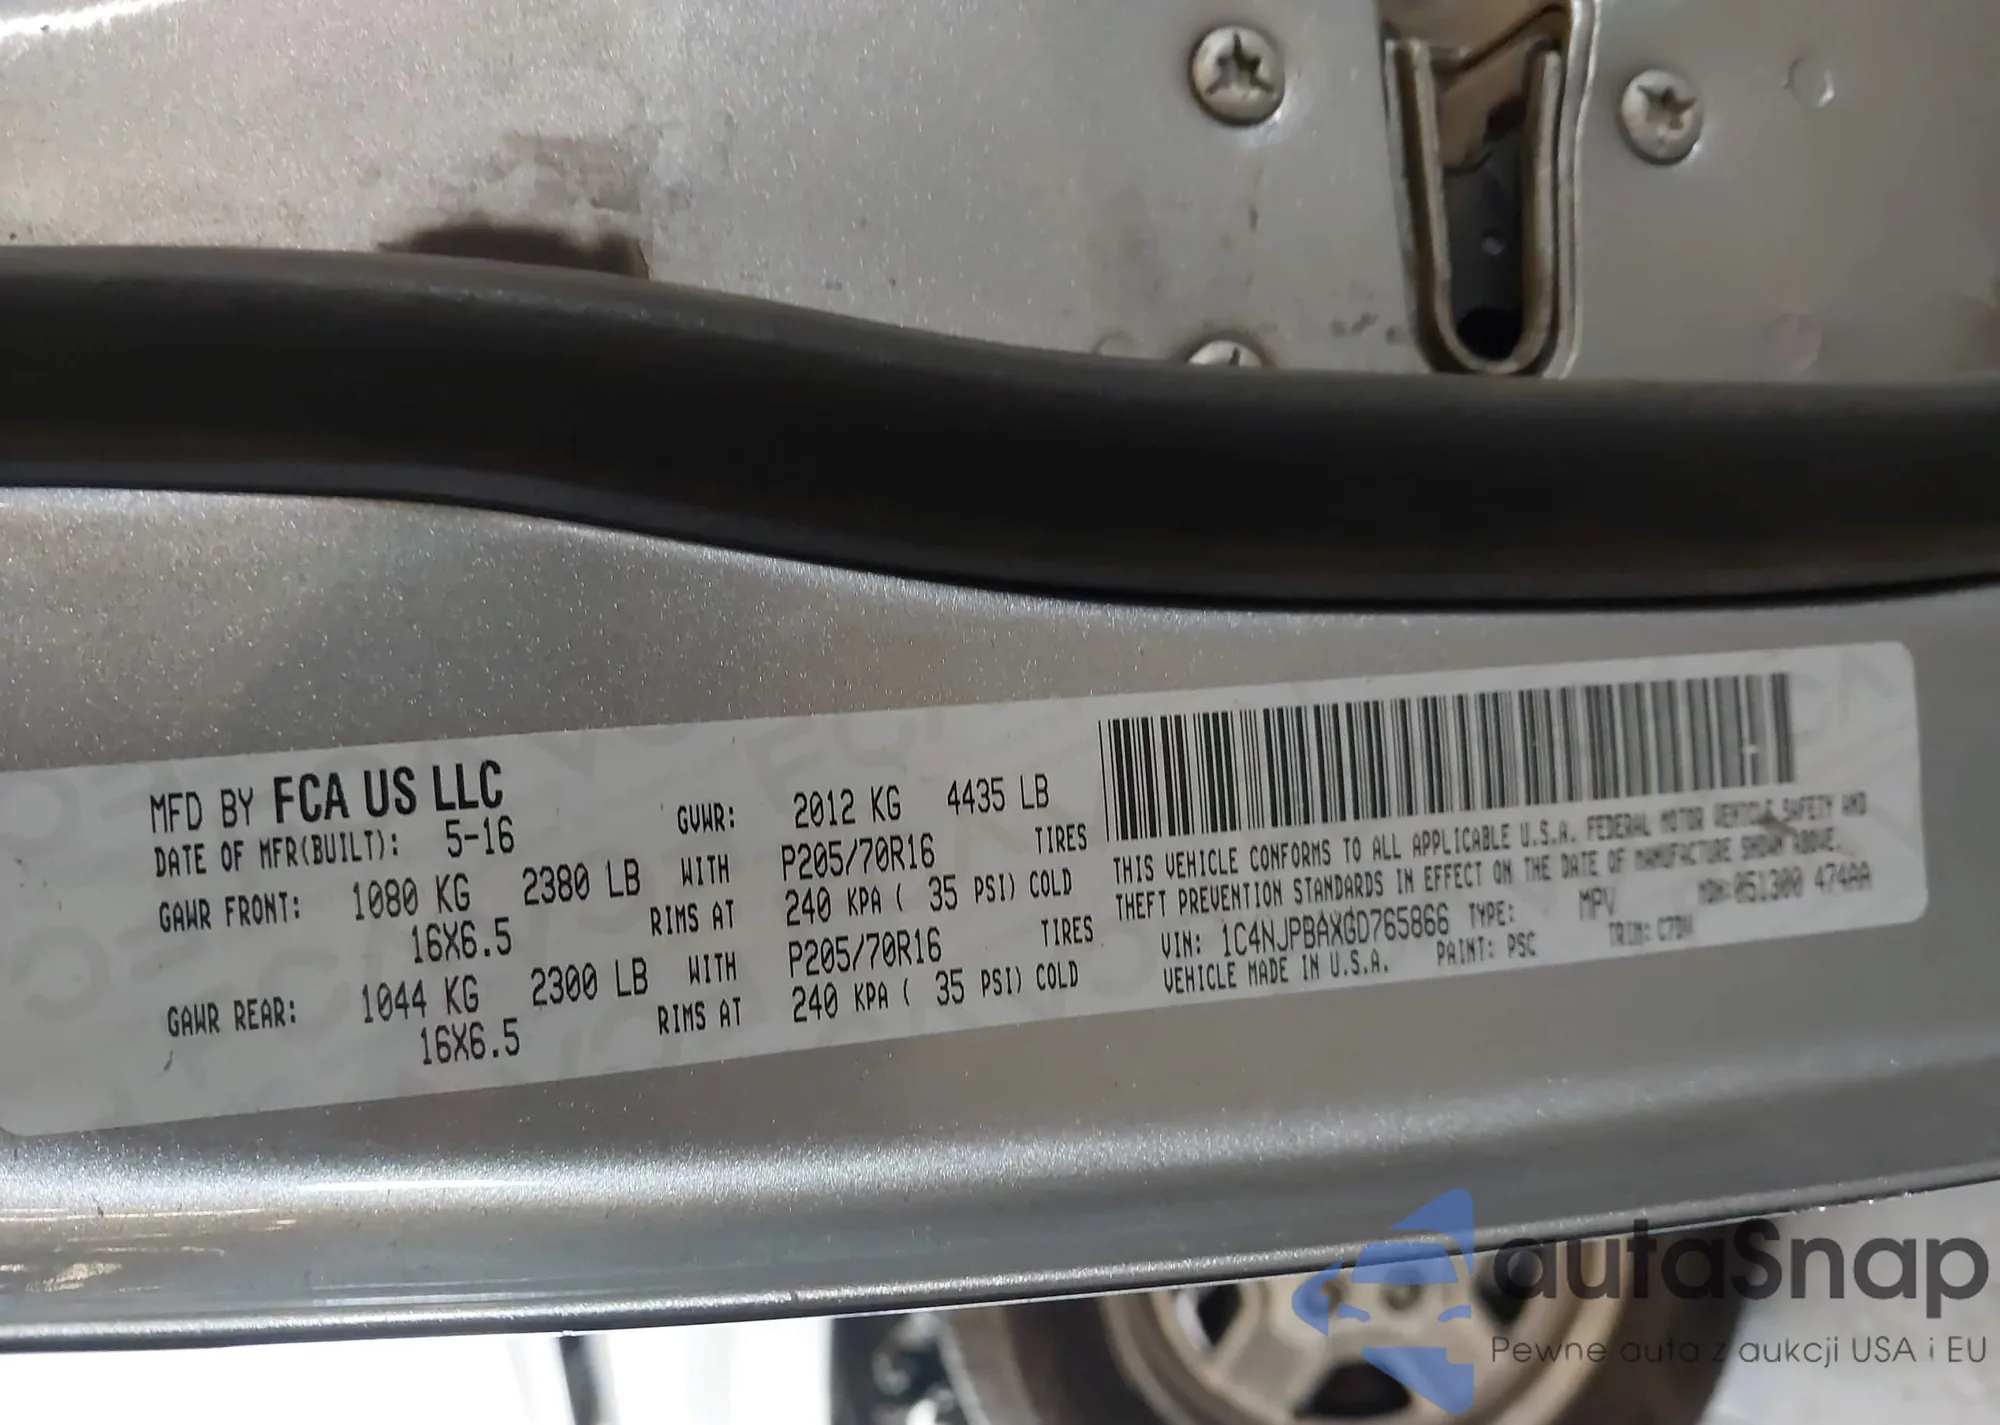 MFD BY FCA US LLC
DATE OF MFR(BUILT): 5-16 GVWR: 2012 KG 4435 LB
GAWR FRONT: 1080 KG 2380 LB WITH P205/70R16 TIRES
16X6.5 RIMS AT 240 KPA ( 35 PSI) COLD
GAWR REAR: 1044 KG 2300 LB WITH P205/70R16 TIRES
16X6.5 RIMS AT 240 KPA ( 35 PSI) COLD
THIS VEHICLE CONFORMS TO ALL APPLICABLE U.S.A. FEDERAL MOTOR VEHICLE SAFETY AND
THEFT PREVENTION STANDARDS IN EFFECT ON THE DATE OF MANUFACTURE SHOWN ABOVE.
VIN: 1C4NJPBAXGD765866 TYPE: MPV MDH:051300 474AA
VEHICLE MADE IN U.S.A. PAINT: PSC TRIM:
autaSnap
Pewne auta z aukcji USA i EU